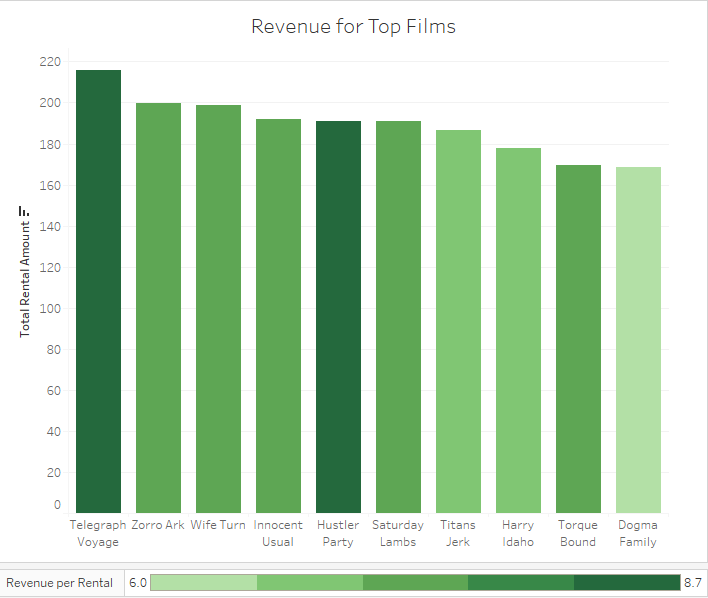 Revenue for Top Films
220
200
180
160
140
120
100
80
60
40
20
0
Total Rental Amount
Telegraph Voyage
Zorro Ark
Wife Turn
Innocent Usual
Hustler Party
Saturday Lambs
Titans Jerk
Harry Idaho
Torque Bound
Dogma Family
Revenue per Rental
6.0
8.7